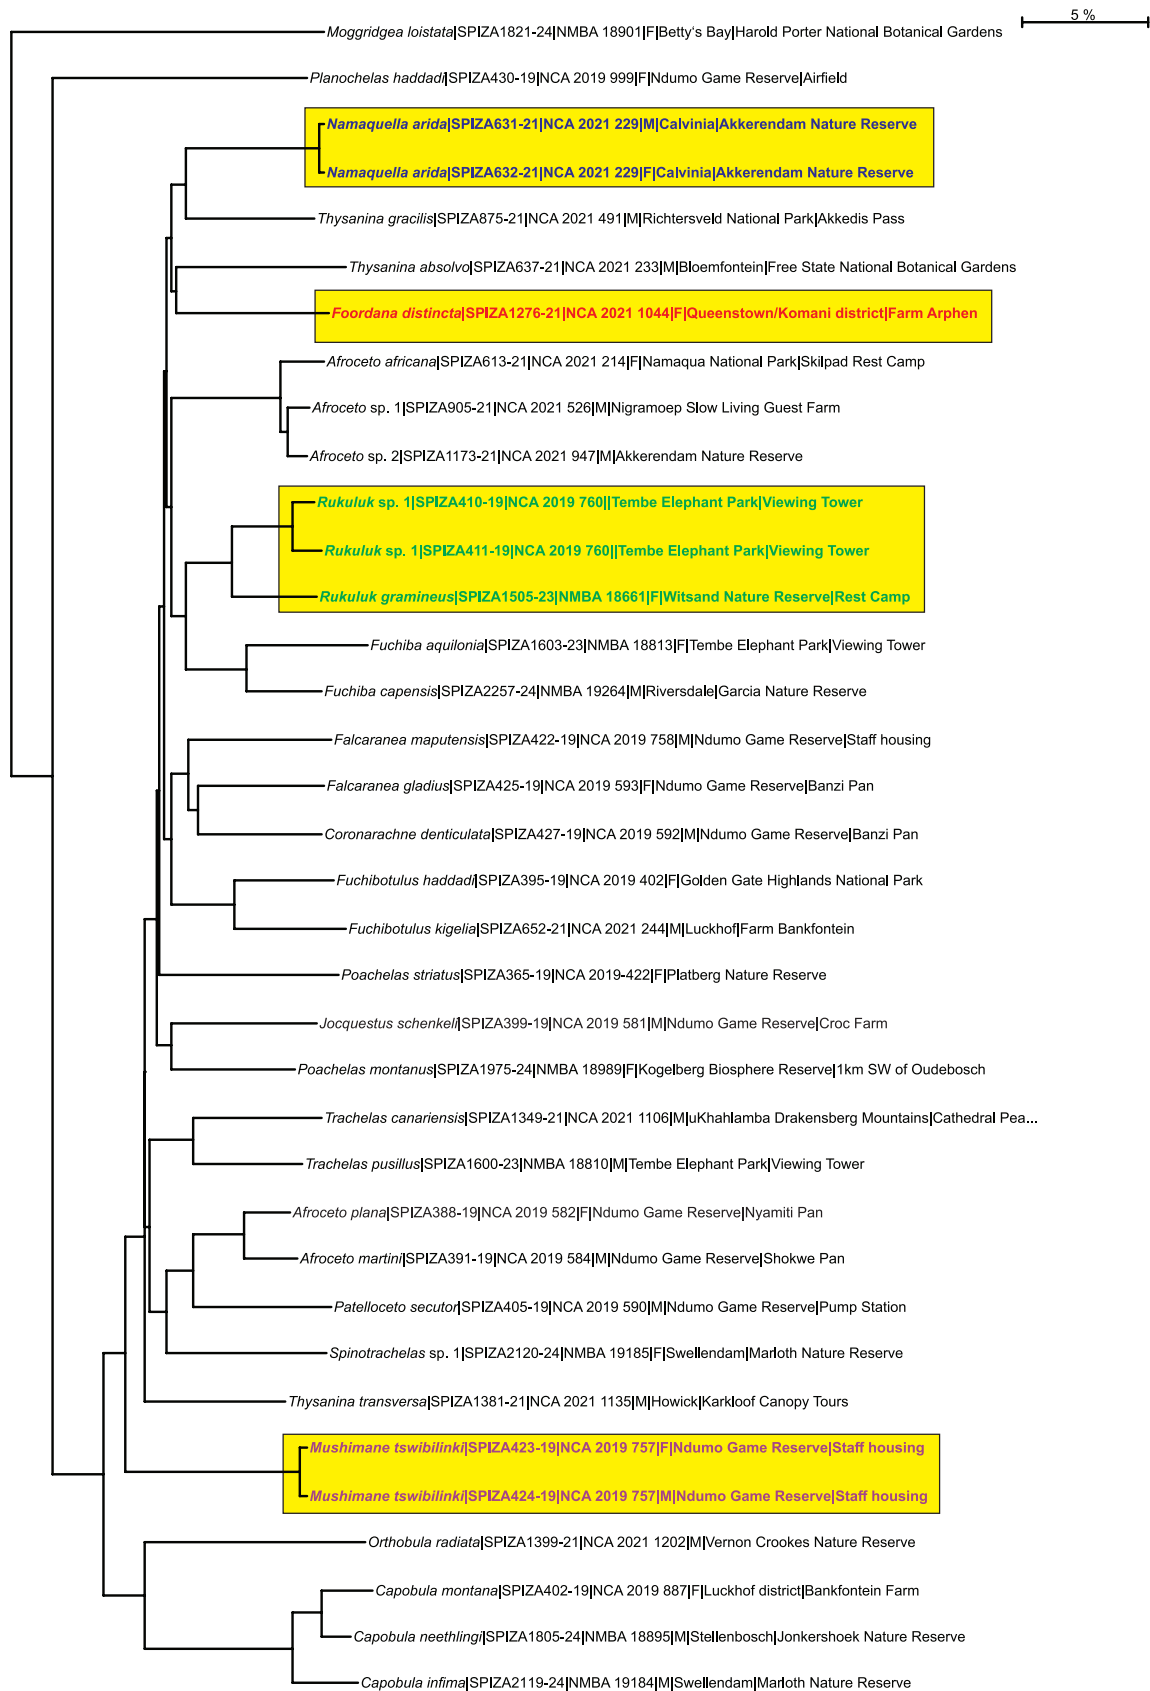 5 %
Moggridgea loistata|SPIZA1821-24|NMBA 18901|F|Betty's Bay|Harold Porter National Botanical Gardens
Planochelas haddadi|SPIZA430-19|NCA 2019 999|F|Ndumo Game Reserve|Airfield
Namaquella arida|SPIZA631-21|NCA 2021 229|M|Calvinia|Akkerendam Nature Reserve
Namaquella arida|SPIZA632-21|NCA 2021 229|F|Calvinia|Akkerendam Nature Reserve
Thysanina gracilis|SPIZA875-21|NCA 2021 491|M|Richtersveld National Park|Akkedis Pass
Thysanina absolvo|SPIZA637-21|NCA 2021 233|M|Bloemfontein|Free State National Botanical Gardens
Foordana distincta|SPIZA1276-21|NCA 2021 1044|F|Queenstown/Komani district|Farm Arphen
Afroceto africana|SPIZA613-21|NCA 2021 214|F|Namaqua National Park|Skilpad Rest Camp
Afroceto sp. 1|SPIZA905-21|NCA 2021 526|M|Nigramoep Slow Living Guest Farm
Afroceto sp. 2|SPIZA1173-21|NCA 2021 947|M|Akkerendam Nature Reserve
Rukuluk sp. 1|SPIZA410-19|NCA 2019 760||Tembe Elephant Park|Viewing Tower
Rukuluk sp. 1|SPIZA411-19|NCA 2019 760||Tembe Elephant Park|Viewing Tower
Rukuluk gramineus|SPIZA1505-23|NMBA 18661|F|Witsand Nature Reserve|Rest Camp
Fuchiba aquilonia|SPIZA1603-23|NMBA 18813|F|Tembe Elephant Park|Viewing Tower
Fuchiba capensis|SPIZA2257-24|NMBA 19264|M|Riversdale|Garcia Nature Reserve
Falcaranea maputensis|SPIZA422-19|NCA 2019 758|M|Ndumo Game Reserve|Staff housing
Falcaranea gladius|SPIZA425-19|NCA 2019 593|F|Ndumo Game Reserve|Banzi Pan
Coronarachne denticulata|SPIZA427-19|NCA 2019 592|M|Ndumo Game Reserve|Banzi Pan
Fuchibotulus haddadi|SPIZA395-19|NCA 2019 402|F|Golden Gate Highlands National Park
Fuchibotulus kigelia|SPIZA652-21|NCA 2021 244|M|Luckhof|Farm Bankfontein
Poachelas striatus|SPIZA365-19|NCA 2019-422|F|Platberg Nature Reserve
Jocquestus schenkeli|SPIZA399-19|NCA 2019 581|M|Ndumo Game Reserve|Croc Farm
Poachelas montanus|SPIZA1975-24|NMBA 18989|F|Kogelberg Biosphere Reserve|1km SW of Oudebosch
Trachelas canariensis|SPIZA1349-21|NCA 2021 1106|M|uKhahlamba Drakensberg Mountains|Cathedral Pea...
Trachelas pusillus|SPIZA1600-23|NMBA 18810|M|Tembe Elephant Park|Viewing Tower
Afroceto plana|SPIZA388-19|NCA 2019 582|F|Ndumo Game Reserve|Nyamiti Pan
Afroceto martini|SPIZA391-19|NCA 2019 584|M|Ndumo Game Reserve|Shokwe Pan
Patelloceto secutor|SPIZA405-19|NCA 2019 590|M|Ndumo Game Reserve|Pump Station
Spinotrachelas sp. 1|SPIZA2120-24|NMBA 19185|F|Swellendam|Marloth Nature Reserve
Thysanina transversa|SPIZA1381-21|NCA 2021 1135|M|Howick|Karkloof Canopy Tours
Mushimane tswibilinki|SPIZA423-19|NCA 2019 757|F|Ndumo Game Reserve|Staff housing
Mushimane tswibilinki|SPIZA424-19|NCA 2019 757|M|Ndumo Game Reserve|Staff housing
Orthobula radiata|SPIZA1399-21|NCA 2021 1202|M|Vernon Crookes Nature Reserve
Capobula montana|SPIZA402-19|NCA 2019 887|F|Luckhof district|Bankfontein Farm
Capobula neethlingi|SPIZA1805-24|NMBA 18895|M|Stellenbosch|Jonkershoek Nature Reserve
Capobula infima|SPIZA2119-24|NMBA 19184|M|Swellendam|Marloth Nature Reserve